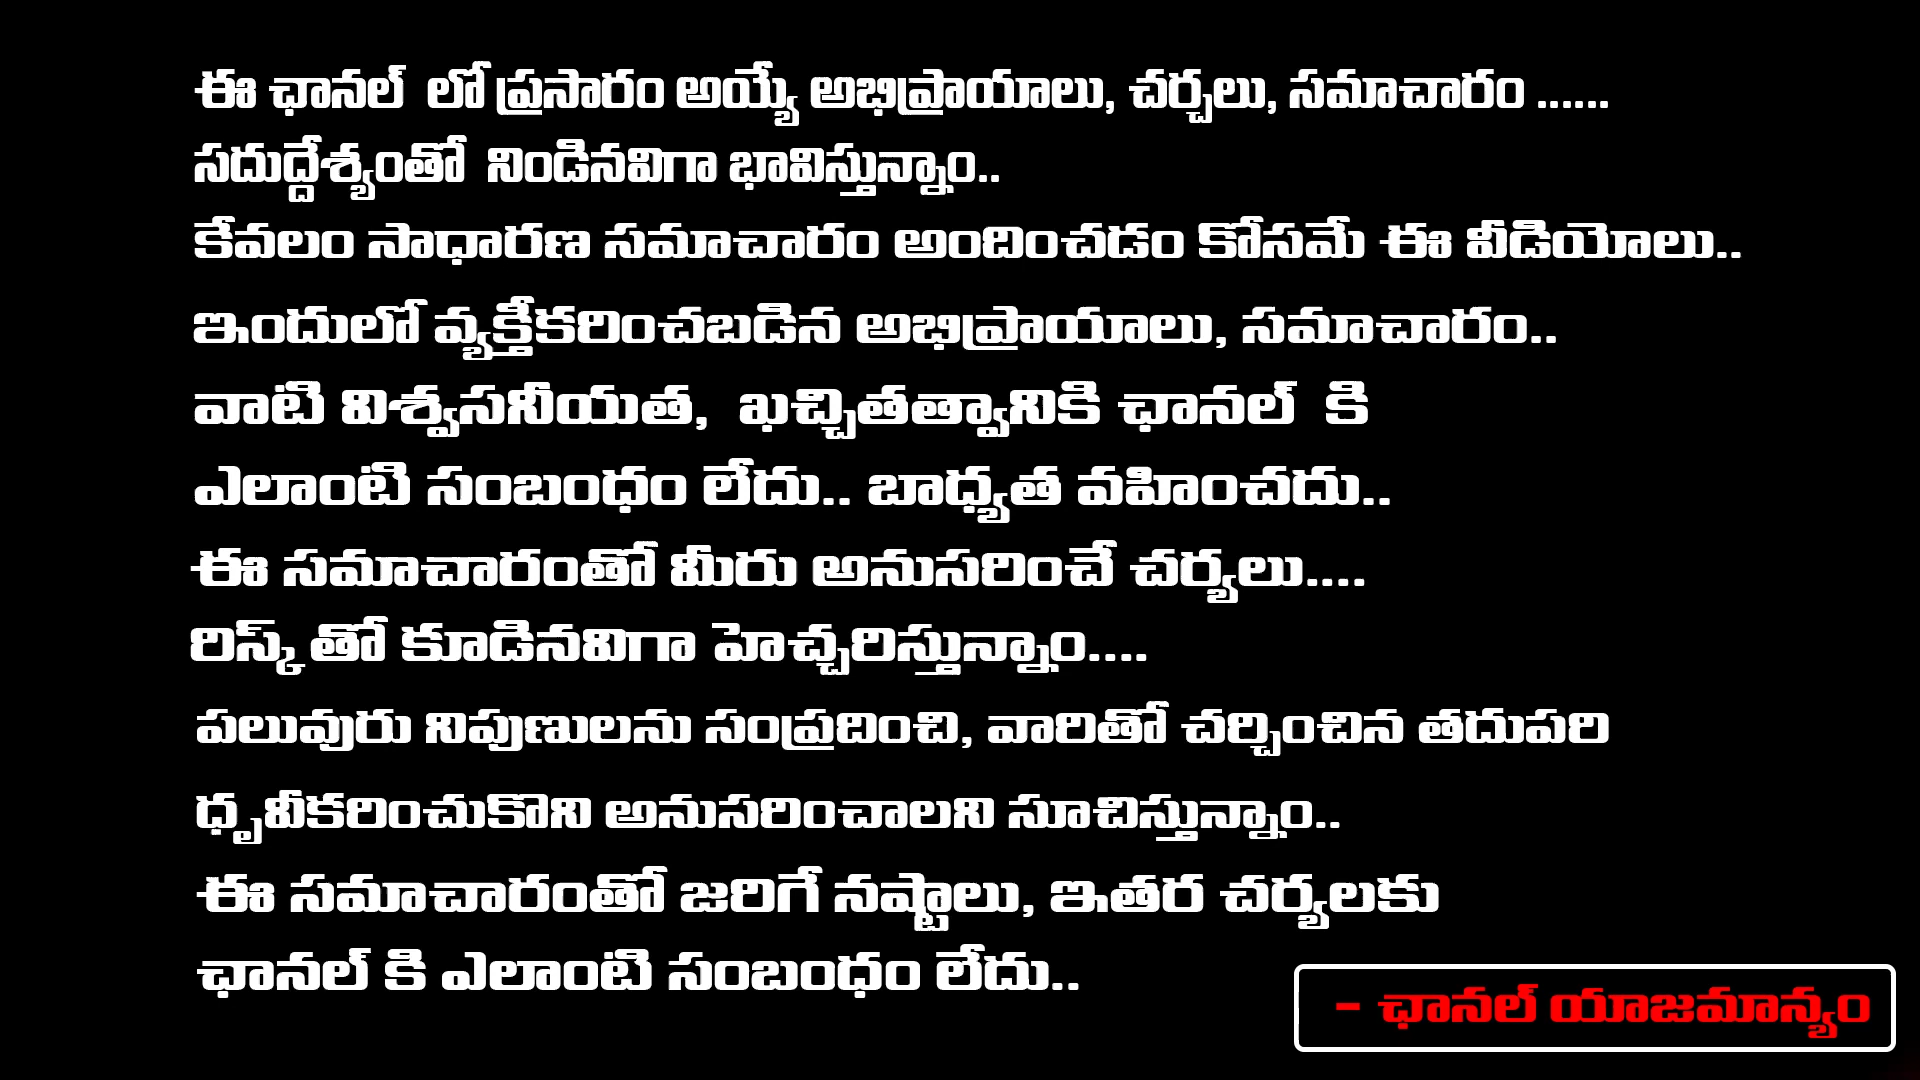 ఈ ఛానల్ లో ప్రసారం అయ్యే అభిప్రాయాలు, చర్చలు, సమాచారం ......
సదుద్దేశ్యంతో నిండినవిగా భావిస్తున్నాం..
కేవలం సాధారణ సమాచారం అందించడం కోసమే ఈ వీడియోలు..
ఇందులో వ్యక్తీకరించబడిన అభిప్రాయాలు, సమాచారం..
వాటి విశ్వసనీయత, ఖచ్చితత్వానికి ఛానల్ కి
ఎలాంటి సంబంధం లేదు.. బాధ్యత వహించదు..
ఈ సమాచారంతో మీరు అనుసరించే చర్యలు....
రిస్క్ తో కూడినవిగా హెచ్చరిస్తున్నాం....
పలువురు నిపుణులను సంప్రదించి, వారితో చర్చించిన తదుపరి
ధృవీకరించుకొని అనుసరించాలని సూచిస్తున్నాం..
ఈ సమాచారంతో జరిగే నష్టాలు, ఇతర చర్యలకు
ఛానల్ కి ఎలాంటి సంబంధం లేదు..
- ఛానల్ యాజమాన్యం